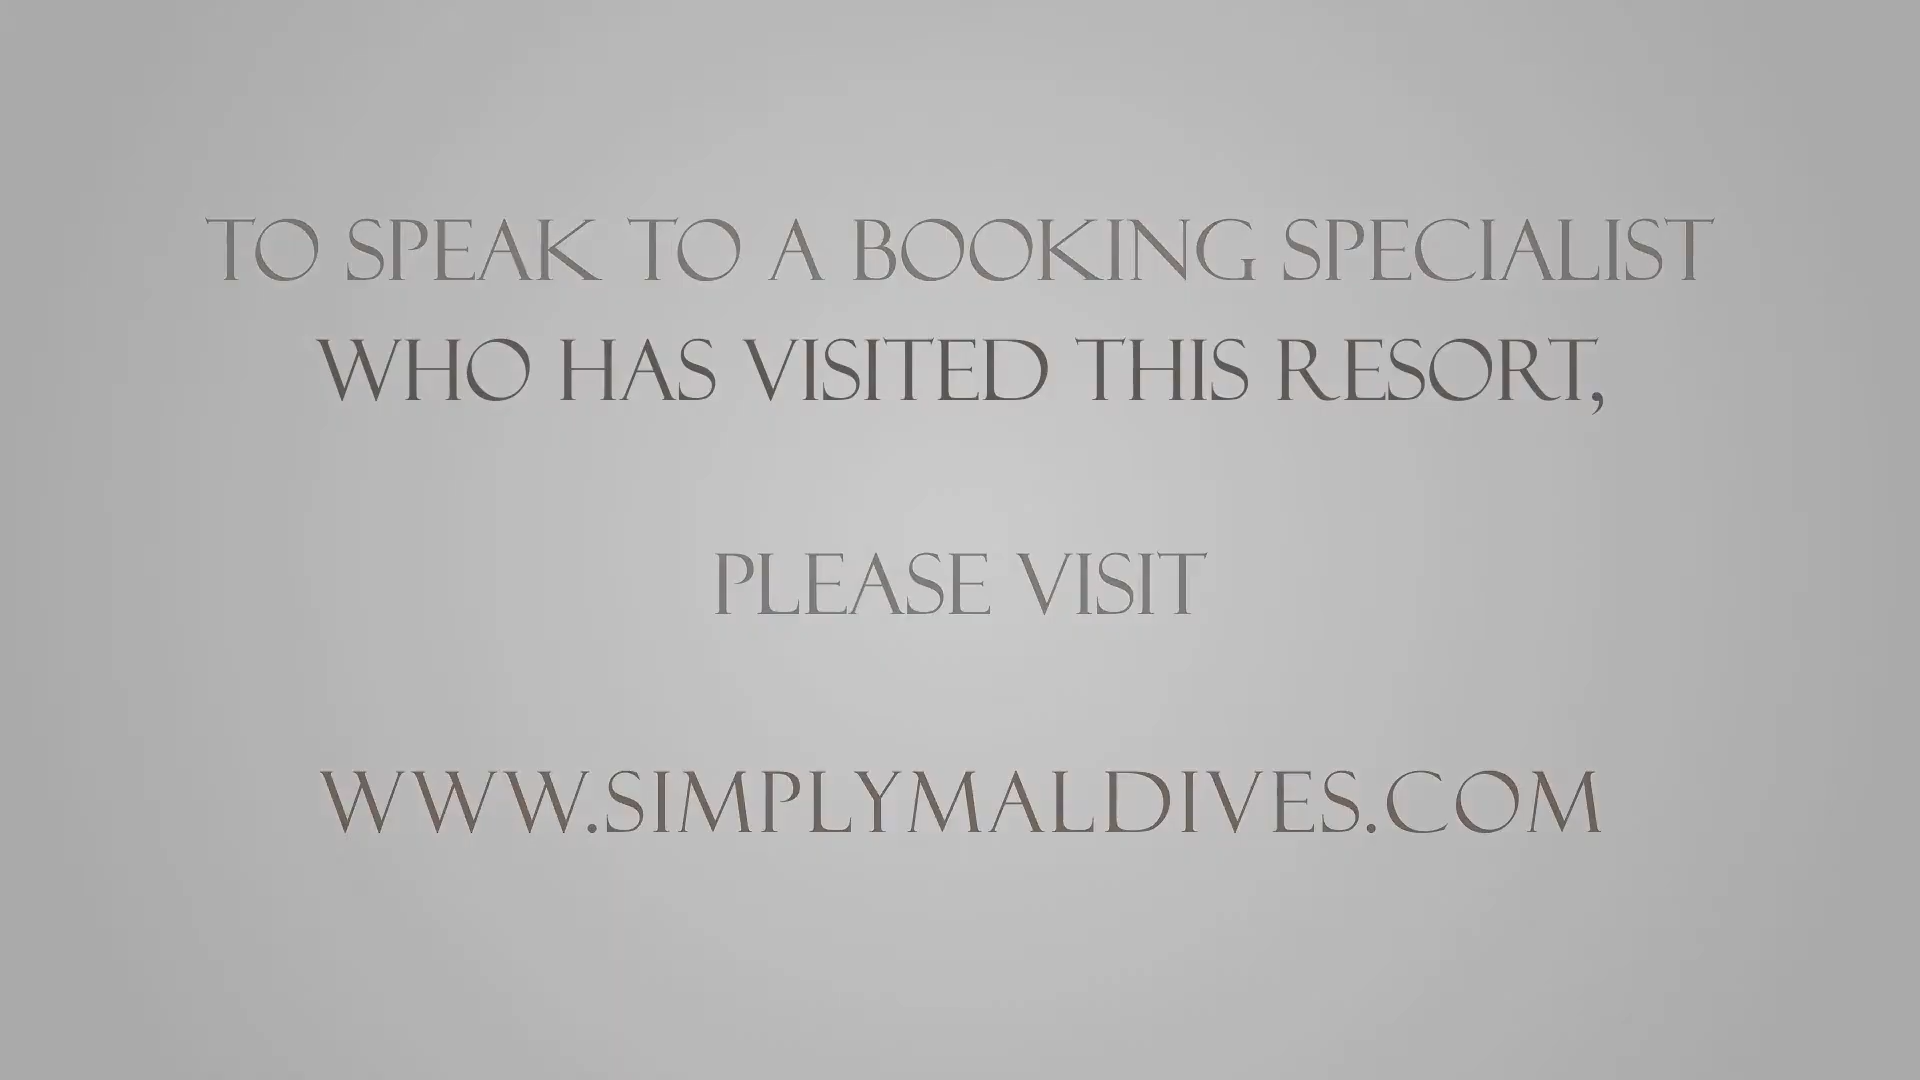 TO SPEAK TO A BOOKING SPECIALIST
WHO HAS VISITED THIS RESORT,
PLEASE VISIT
WWW.SIMPLYMALDIVES.COM